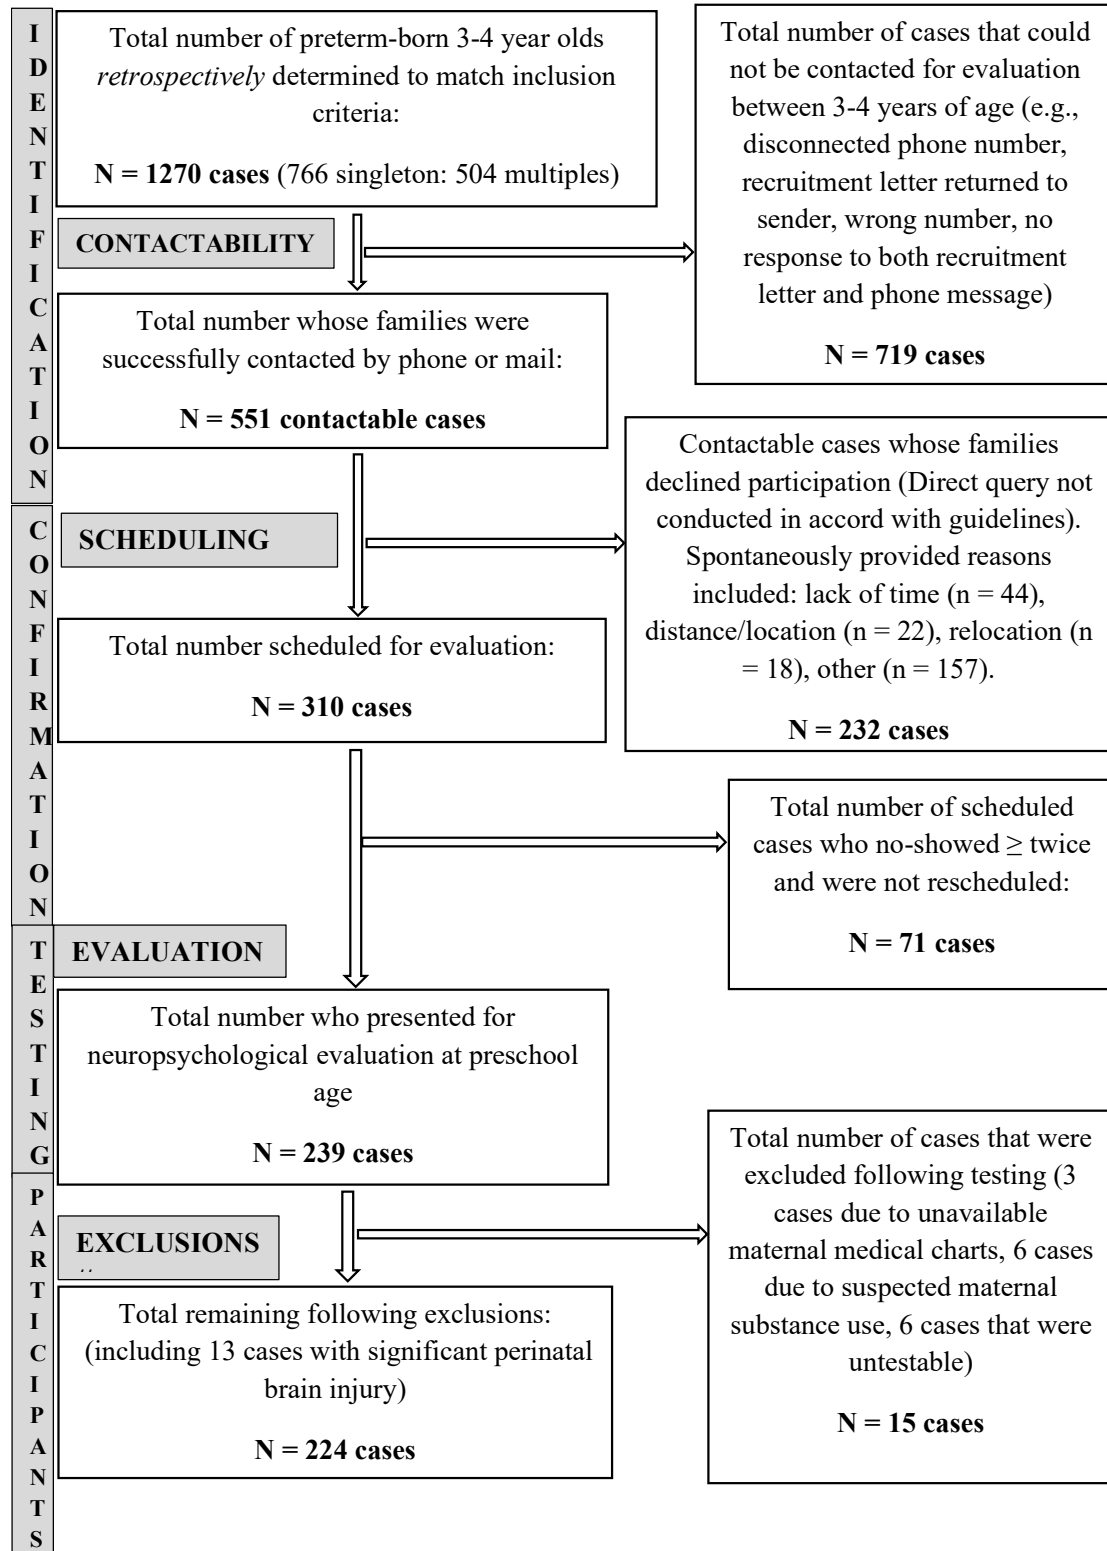 IDENTIFICATION
Total number of preterm-born 3-4 year olds
retrospectively determined to match inclusion
criteria:
N = 1270 cases (766 singleton: 504 multiples)
Total number of cases that could
not be contacted for evaluation
between 3-4 years of age (e.g.,
disconnected phone number,
recruitment letter returned to
sender, wrong number, no
response to both recruitment
letter and phone message)
N = 719 cases
CONTACTABILITY
Total number whose families were
successfully contacted by phone or mail:
N = 551 contactable cases
CONFIRMATION
SCHEDULING
Contactable cases whose families
declined participation (Direct query not
conducted in accord with guidelines).
Spontaneously provided reasons
included: lack of time (n = 44),
distance/location (n = 22), relocation (n
= 18), other (n = 157).
N = 232 cases
Total number scheduled for evaluation:
N = 310 cases
Total number of scheduled
cases who no-showed ≥ twice
and were not rescheduled:
N = 71 cases
TESTING
EVALUATION
Total number who presented for
neuropsychological evaluation at preschool
age
N = 239 cases
Total number of cases that were
excluded following testing (3
cases due to unavailable
maternal medical charts, 6 cases
due to suspected maternal
substance use, 6 cases that were
untestable)
N = 15 cases
PARTICIPANTS
EXCLUSIONS
Total remaining following exclusions:
(including 13 cases with significant perinatal
brain injury)
N = 224 cases